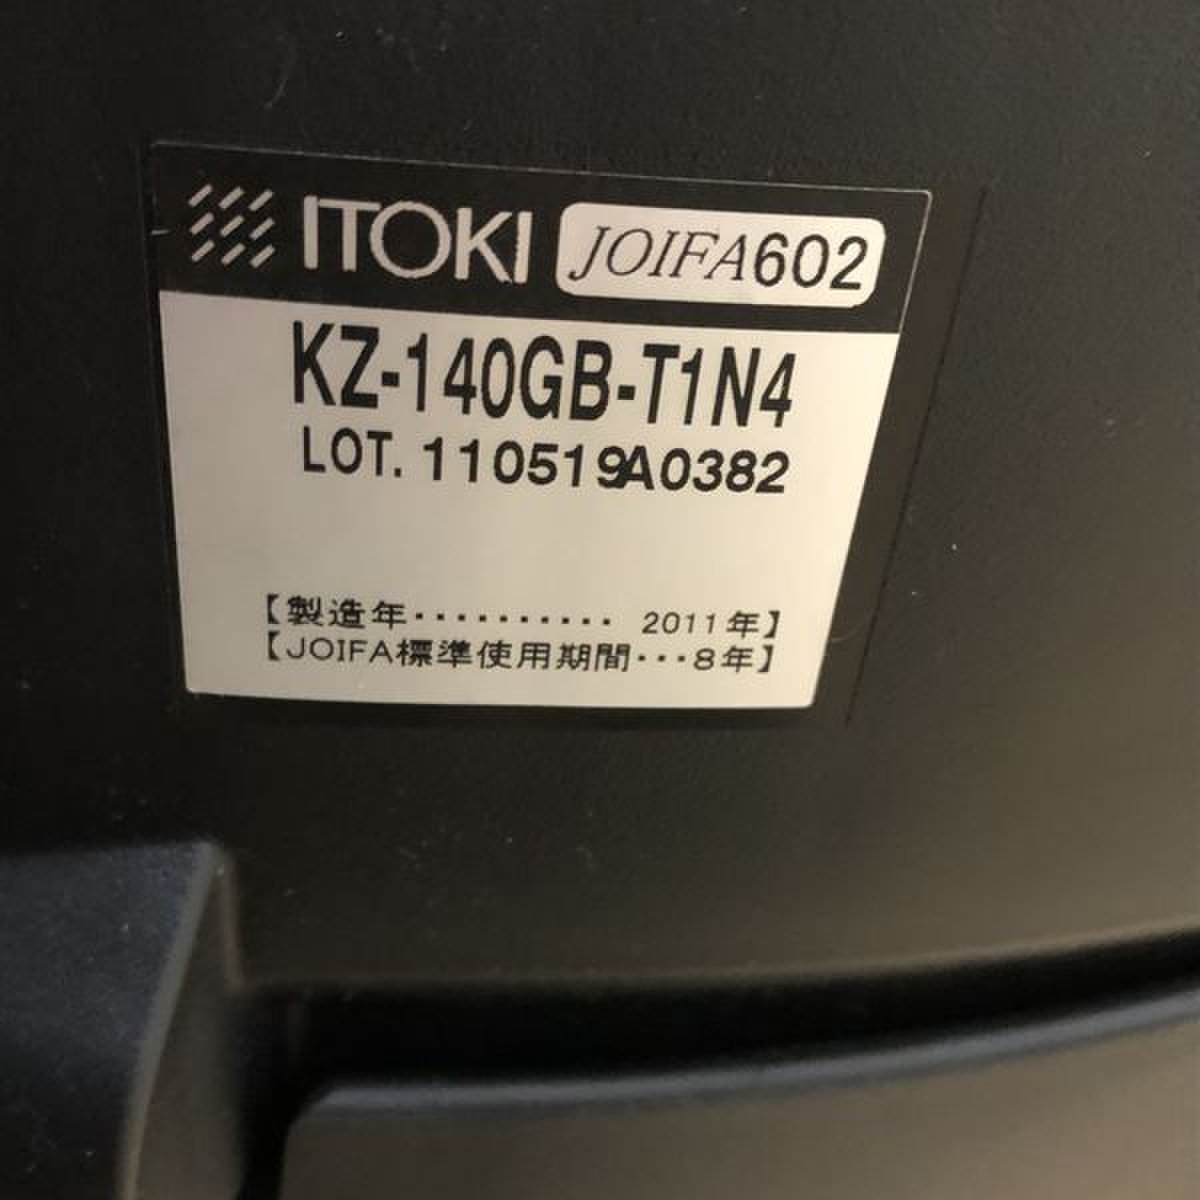 ITOKI JOIFA602
KZ-140GB-T1N4
LOT. 110519A0382
【製造年・・・・・・・・・・ 2011年】
【JOIFA標準使用期間・・・8年】